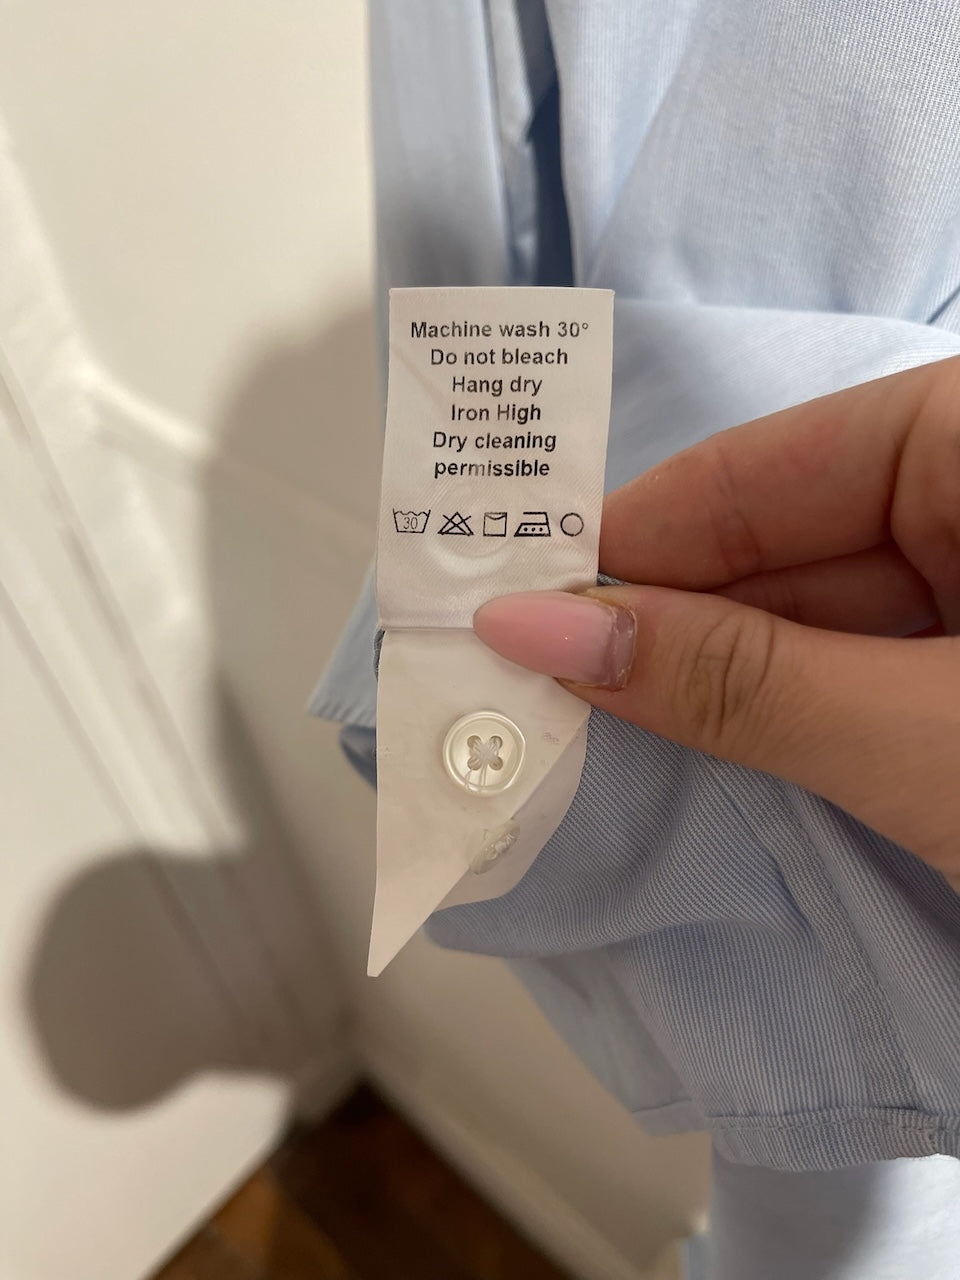 Machine wash 30°
Do not bleach
Hang dry
Iron High
Dry cleaning
permissible
30